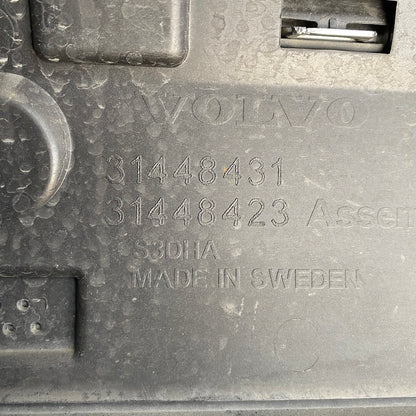 VOLVO
31448431
31448423 Assem
S3DHA
MADE IN SWEDEN